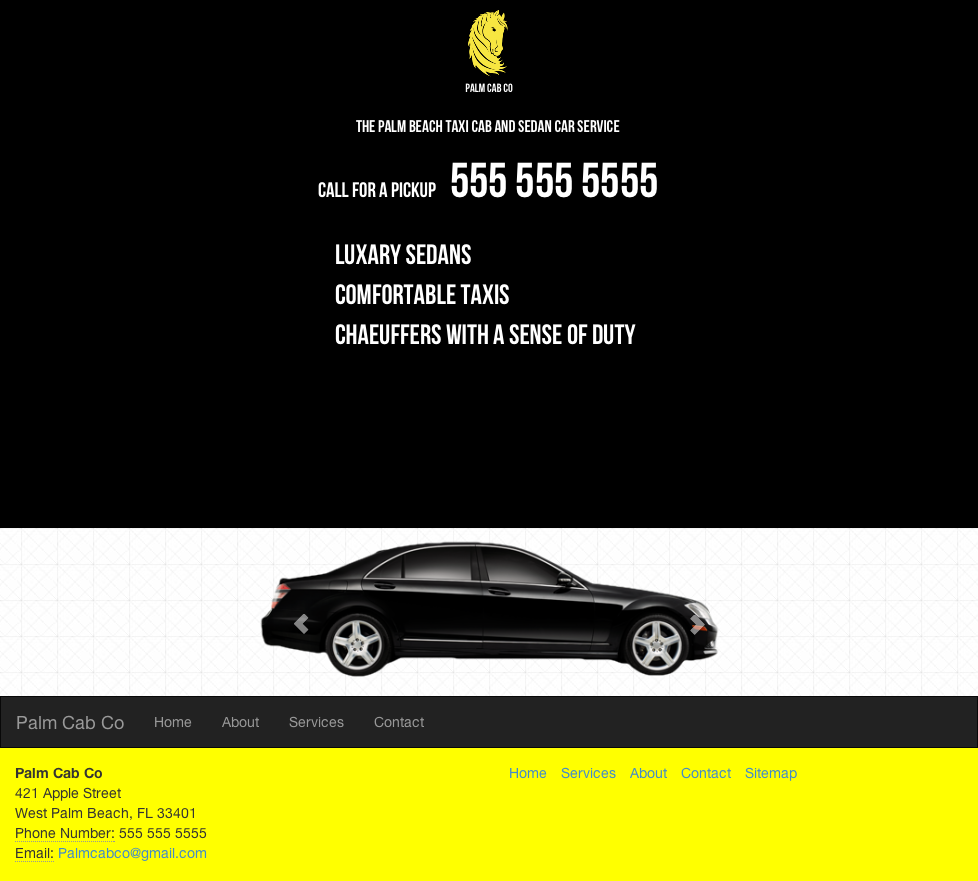 PALM CAB CO
THE PALM BEACH TAXI CAB AND SEDAN CAR SERVICE
CALL FOR A PICKUP 555 555 5555
LUXARY SEDANS
COMFORTABLE TAXIS
CHAEUFFERS WITH A SENSE OF DUTY
Palm Cab Co Home About Services Contact
Palm Cab Co
421 Apple Street
West Palm Beach, FL 33401
Phone Number: 555 555 5555
Email: Palmcabco@gmail.com
Home Services About Contact Sitemap